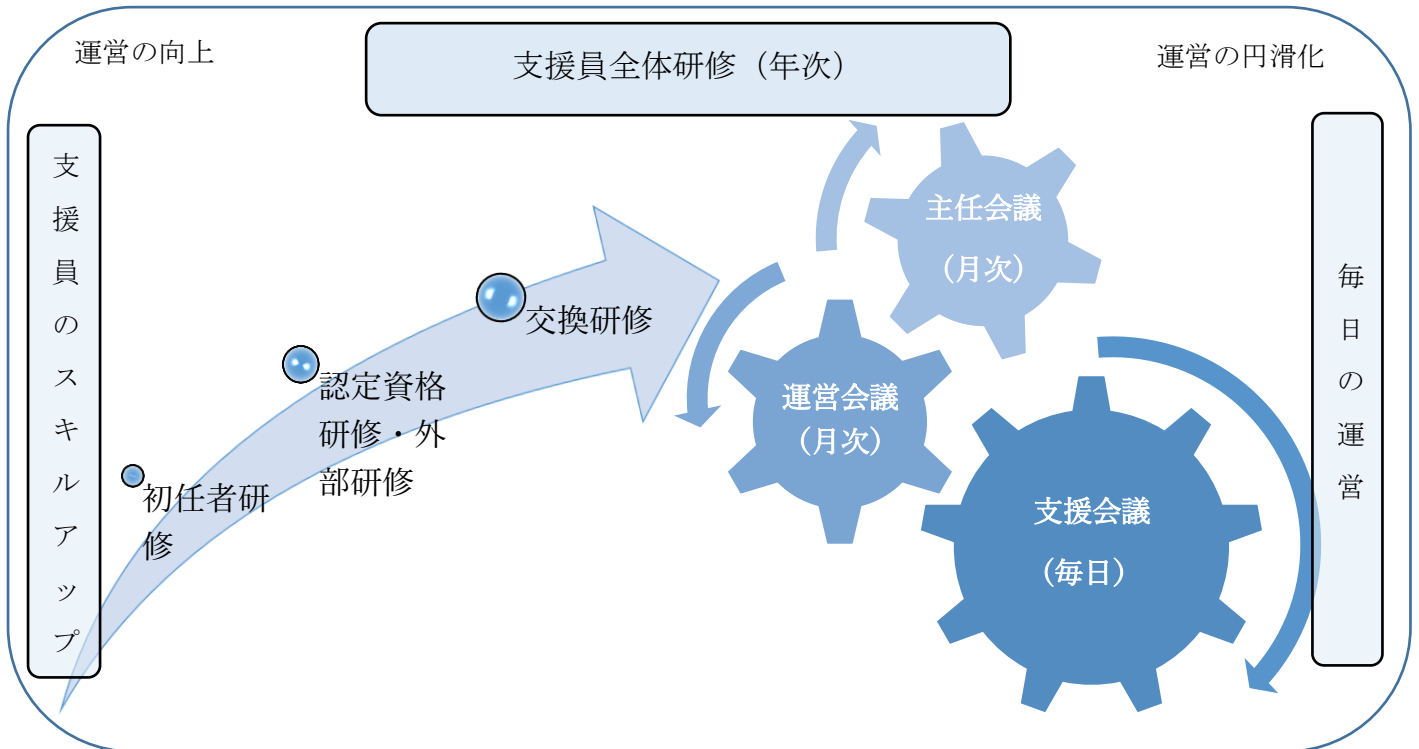 運営の向上
支援員全体研修（年次）
運営の円滑化
支援員のスキルアップ
主任会議
（月次）
毎日の運営
交換研修
認定資格
研修・外
部研修
運営会議
（月次）
初任者研
修
支援会議
（毎日）